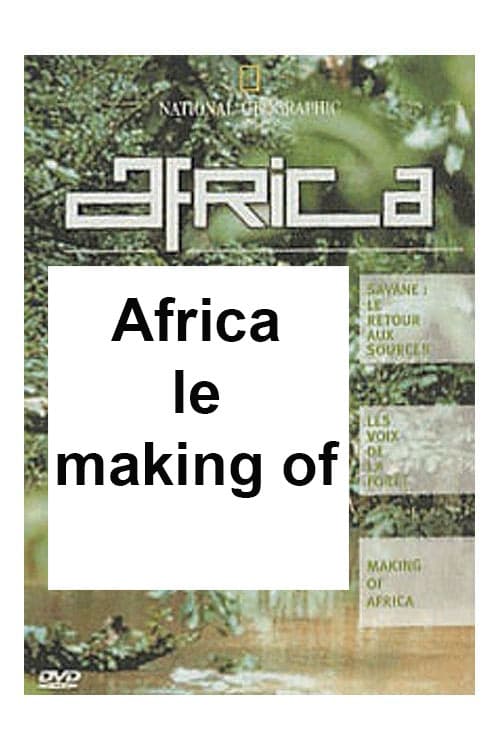 NATIONAL GEOGRAPHIC
aFRica
Africa
le
making of
SAVANE :
LE
RETOUR
AUX
SOURCES
LES
VOIX
DE
LA
FORÊT
MAKING
OF
AFRICA
DVD